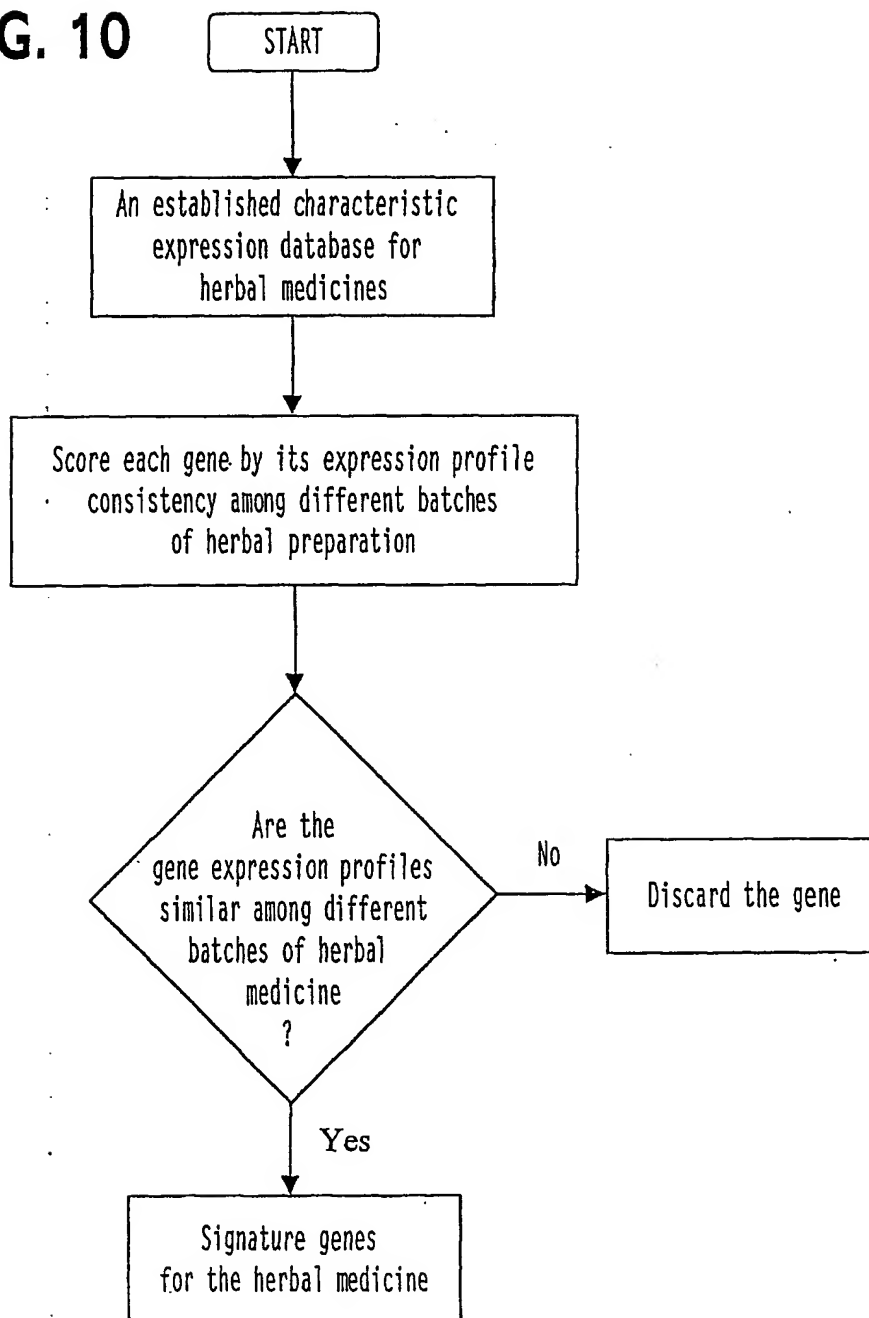 G. 10
START
An established characteristic
expression database for
herbal medicines
Score each gene by its expression profile
consistency among different batches
of herbal preparation
Are the
gene expression profiles
similar among different
batches of herbal
medicine
?
No
Discard the gene
Yes
Signature genes
for the herbal medicine